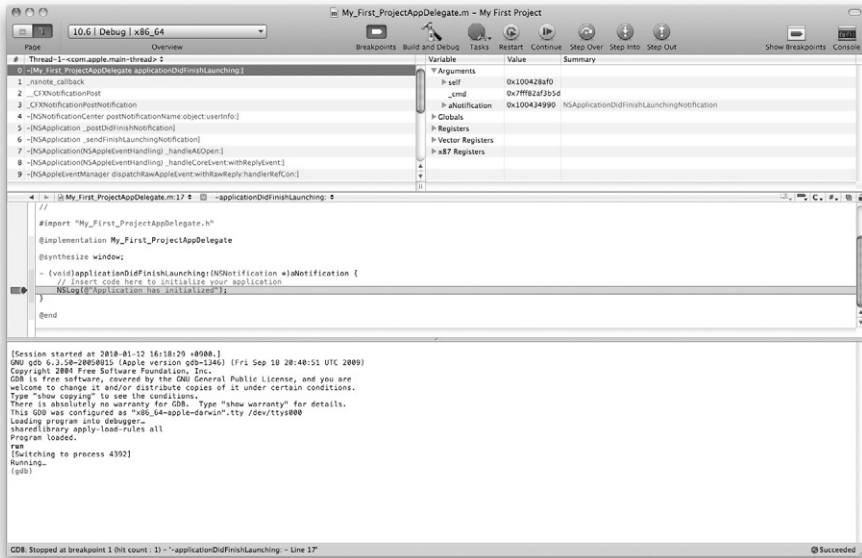 My_First_ProjectAppDelegate.m - My First Project
10.6 | Debug | x86_64
Page
Overview
Breakpoints Build and Debug Tasks Restart Continue Step Over Step Into Step Out
Show Breakpoints Console
# Thread-1-<com.apple.main-thread>
0 -[My_First_ProjectAppDelegate applicationDidFinishLaunching:]
1 _nsnote_callback
2 __CFXNotificationPost
3 _CFXNotificationPostNotification
4 -[NSNotificationCenter postNotificationName:object:userInfo:]
5 -[NSApplication _postDidFinishNotification]
6 -[NSApplication _sendFinishLaunchingNotification]
7 -[NSApplication(NSAppleEventHandling) _handleAEOpen:]
8 -[NSApplication(NSAppleEventHandling) _handleCoreEvent:withReplyEvent:]
9 -[NSAppleEventManager dispatchRawAppleEvent:withRawReply:handlerRefCon:]
Variable Value Summary
Arguments
self 0x100428af0
_cmd 0x7fff82af3b5d
aNotification 0x100434990 NSApplicationDidFinishLaunchingNotification
Globals
Registers
Vector Registers
x87 Registers
My_First_ProjectAppDelegate.m:17 -applicationDidFinishLaunching:
C, #,
//
#import "My_First_ProjectAppDelegate.h"
@implementation My_First_ProjectAppDelegate
@synthesize window;
- (void)applicationDidFinishLaunching:(NSNotification *)aNotification {
// Insert code here to initialize your application
NSLog(@"Application has initialized");
}
@end
[Session started at 2010-01-12 16:18:29 +0900.]
GNU gdb 6.3.50-20050815 (Apple version gdb-1346) (Fri Sep 18 20:40:51 UTC 2009)
Copyright 2004 Free Software Foundation, Inc.
GDB is free software, covered by the GNU General Public License, and you are
welcome to change it and/or distribute copies of it under certain conditions.
Type "show copying" to see the conditions.
There is absolutely no warranty for GDB.  Type "show warranty" for details.
This GDB was configured as "x86_64-apple-darwin".tty /dev/ttys000
Loading program into debugger…
sharedlibrary apply-load-rules all
Program loaded.
run
[Switching to process 4392]
Running…
(gdb)
GDB: Stopped at breakpoint 1 (hit count : 1) - '-applicationDidFinishLaunching: - Line 17'
Succeeded